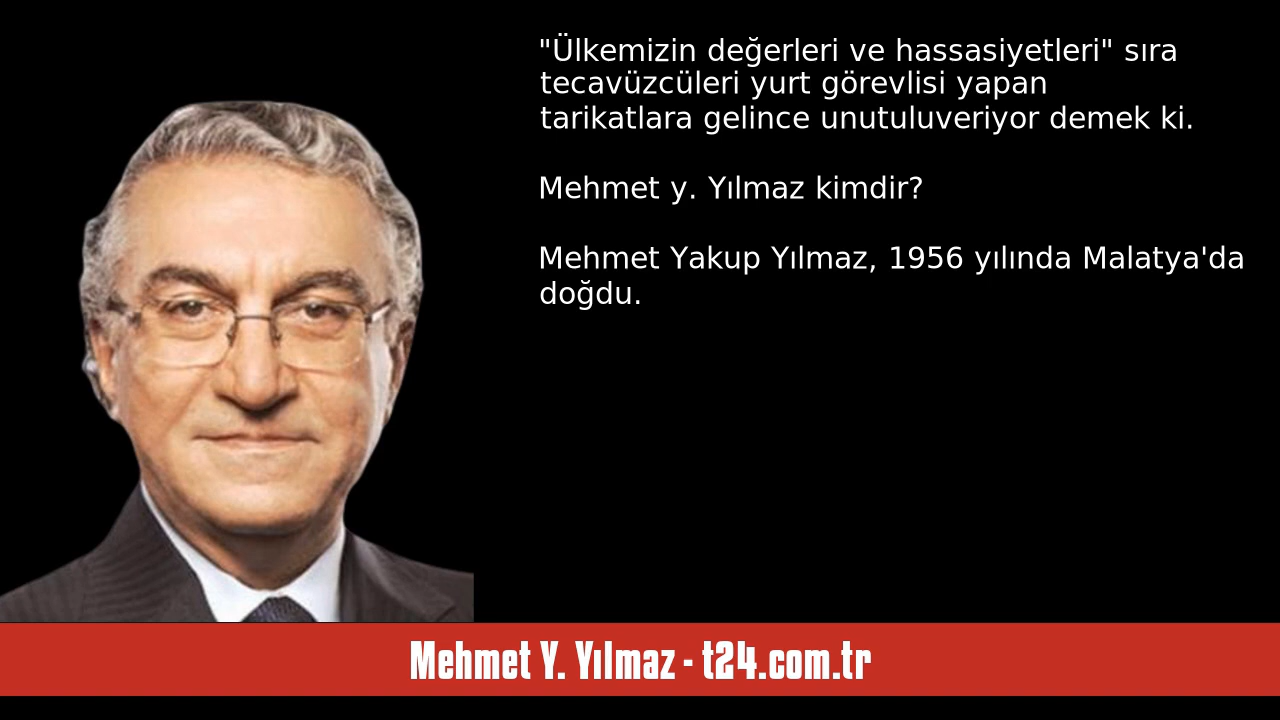 "Ülkemizin değerleri ve hassasiyetleri" sıra
tecavüzcüleri yurt görevlisi yapan
tarikatlara gelince unutuluveriyor demek ki.
Mehmet y. Yılmaz kimdir?
Mehmet Yakup Yılmaz, 1956 yılında Malatya'da
doğdu.
Mehmet Y. Yılmaz - t24.com.tr